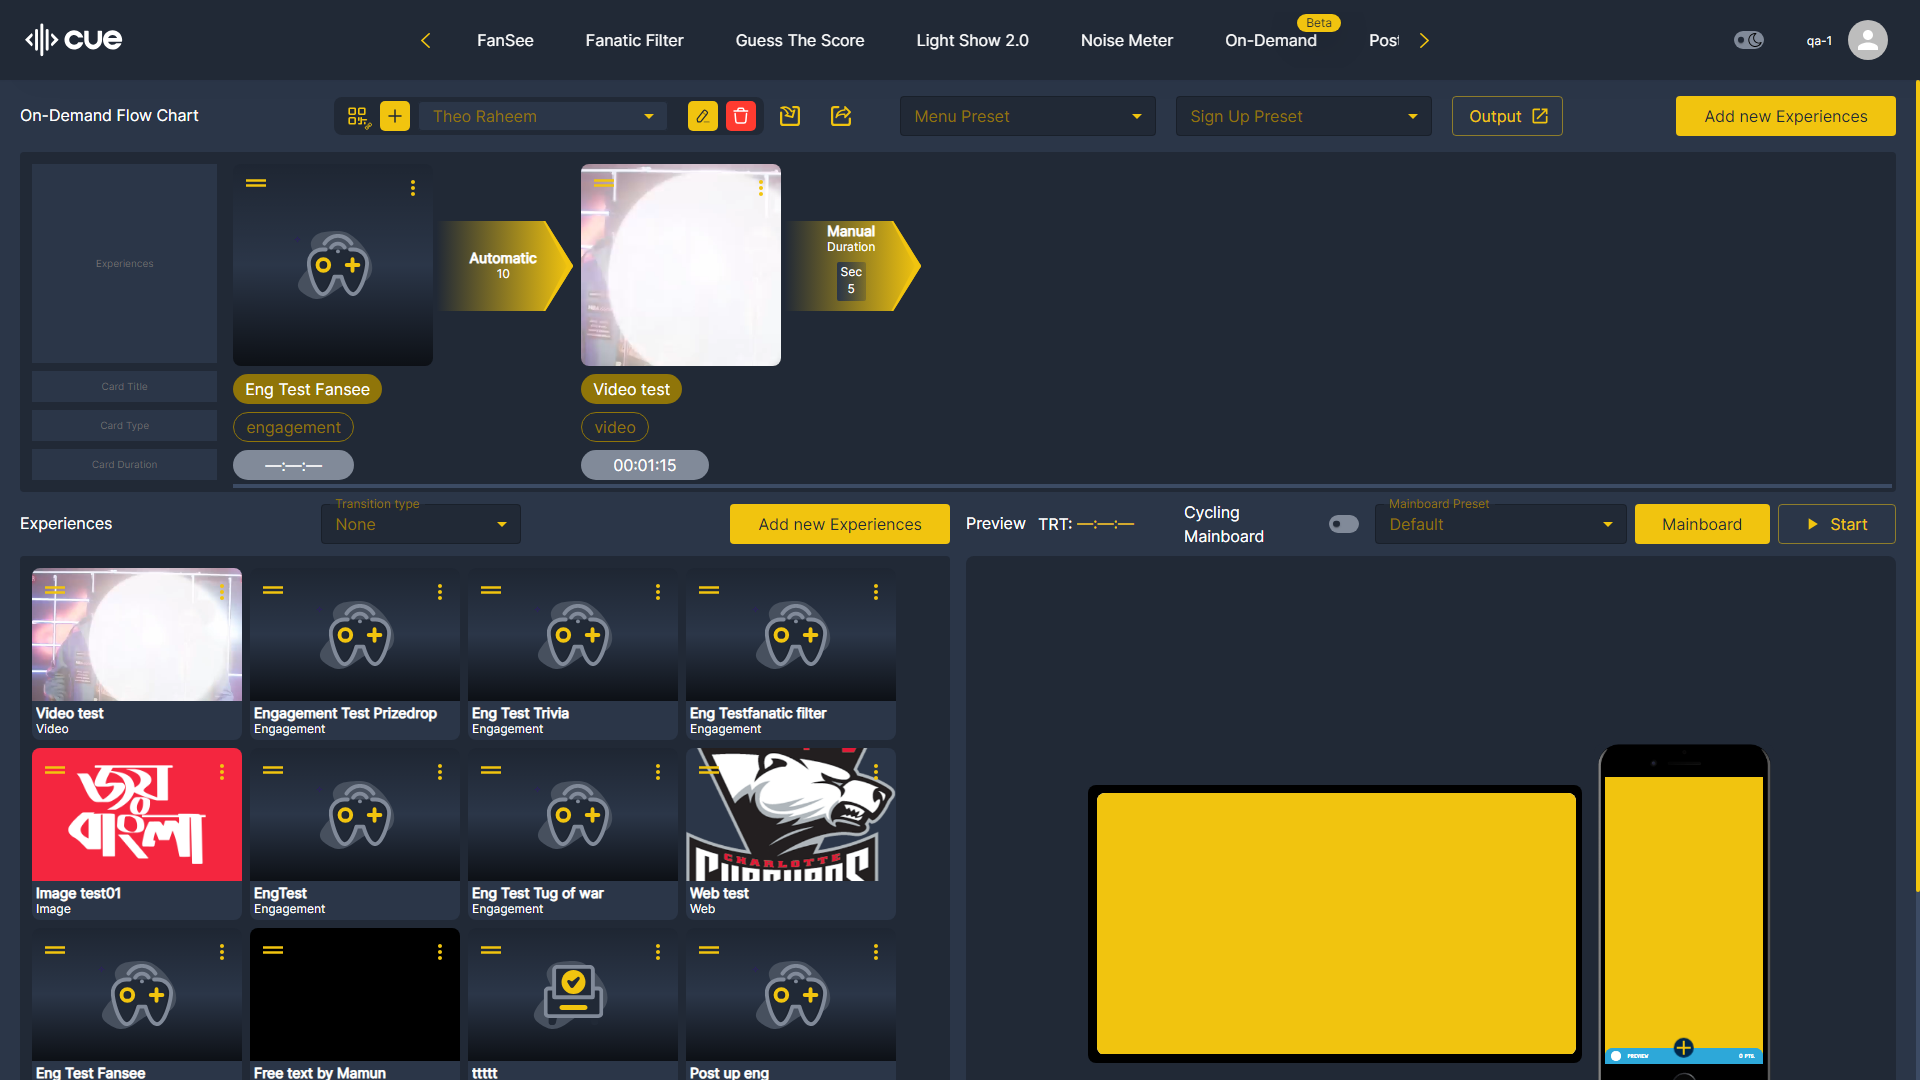 cue
FanSee
Fanatic Filter
Guess The Score
Light Show 2.0
Noise Meter
On-Demand
Beta
Pos
qa-1
On-Demand Flow Chart
Theo Raheem
Menu Preset
Sign Up Preset
Output
Add new Experiences
Experiences
Automatic
10
Manual
Duration
Sec
5
Card Title
Eng Test Fansee
Video test
Card Type
engagement
video
Card Duration
—:—:—
00:01:15
Experiences
Transition type
None
Add new Experiences
Preview
TRT: —:—:—
Cycling
Mainboard
Mainboard Preset
Default
Mainboard
Start
Video test
Video
Engagement Test Prizedrop
Engagement
Eng Test Trivia
Engagement
Eng Testfanatic filter
Engagement
জয়
বাংলা
CHARLOTTE
Image test01
Image
EngTest
Engagement
Eng Test Tug of war
Engagement
Web test
Web
Eng Test Fansee
Free text by Mamun
ttttt
Post up eng
PREVIEW
0 PTS.